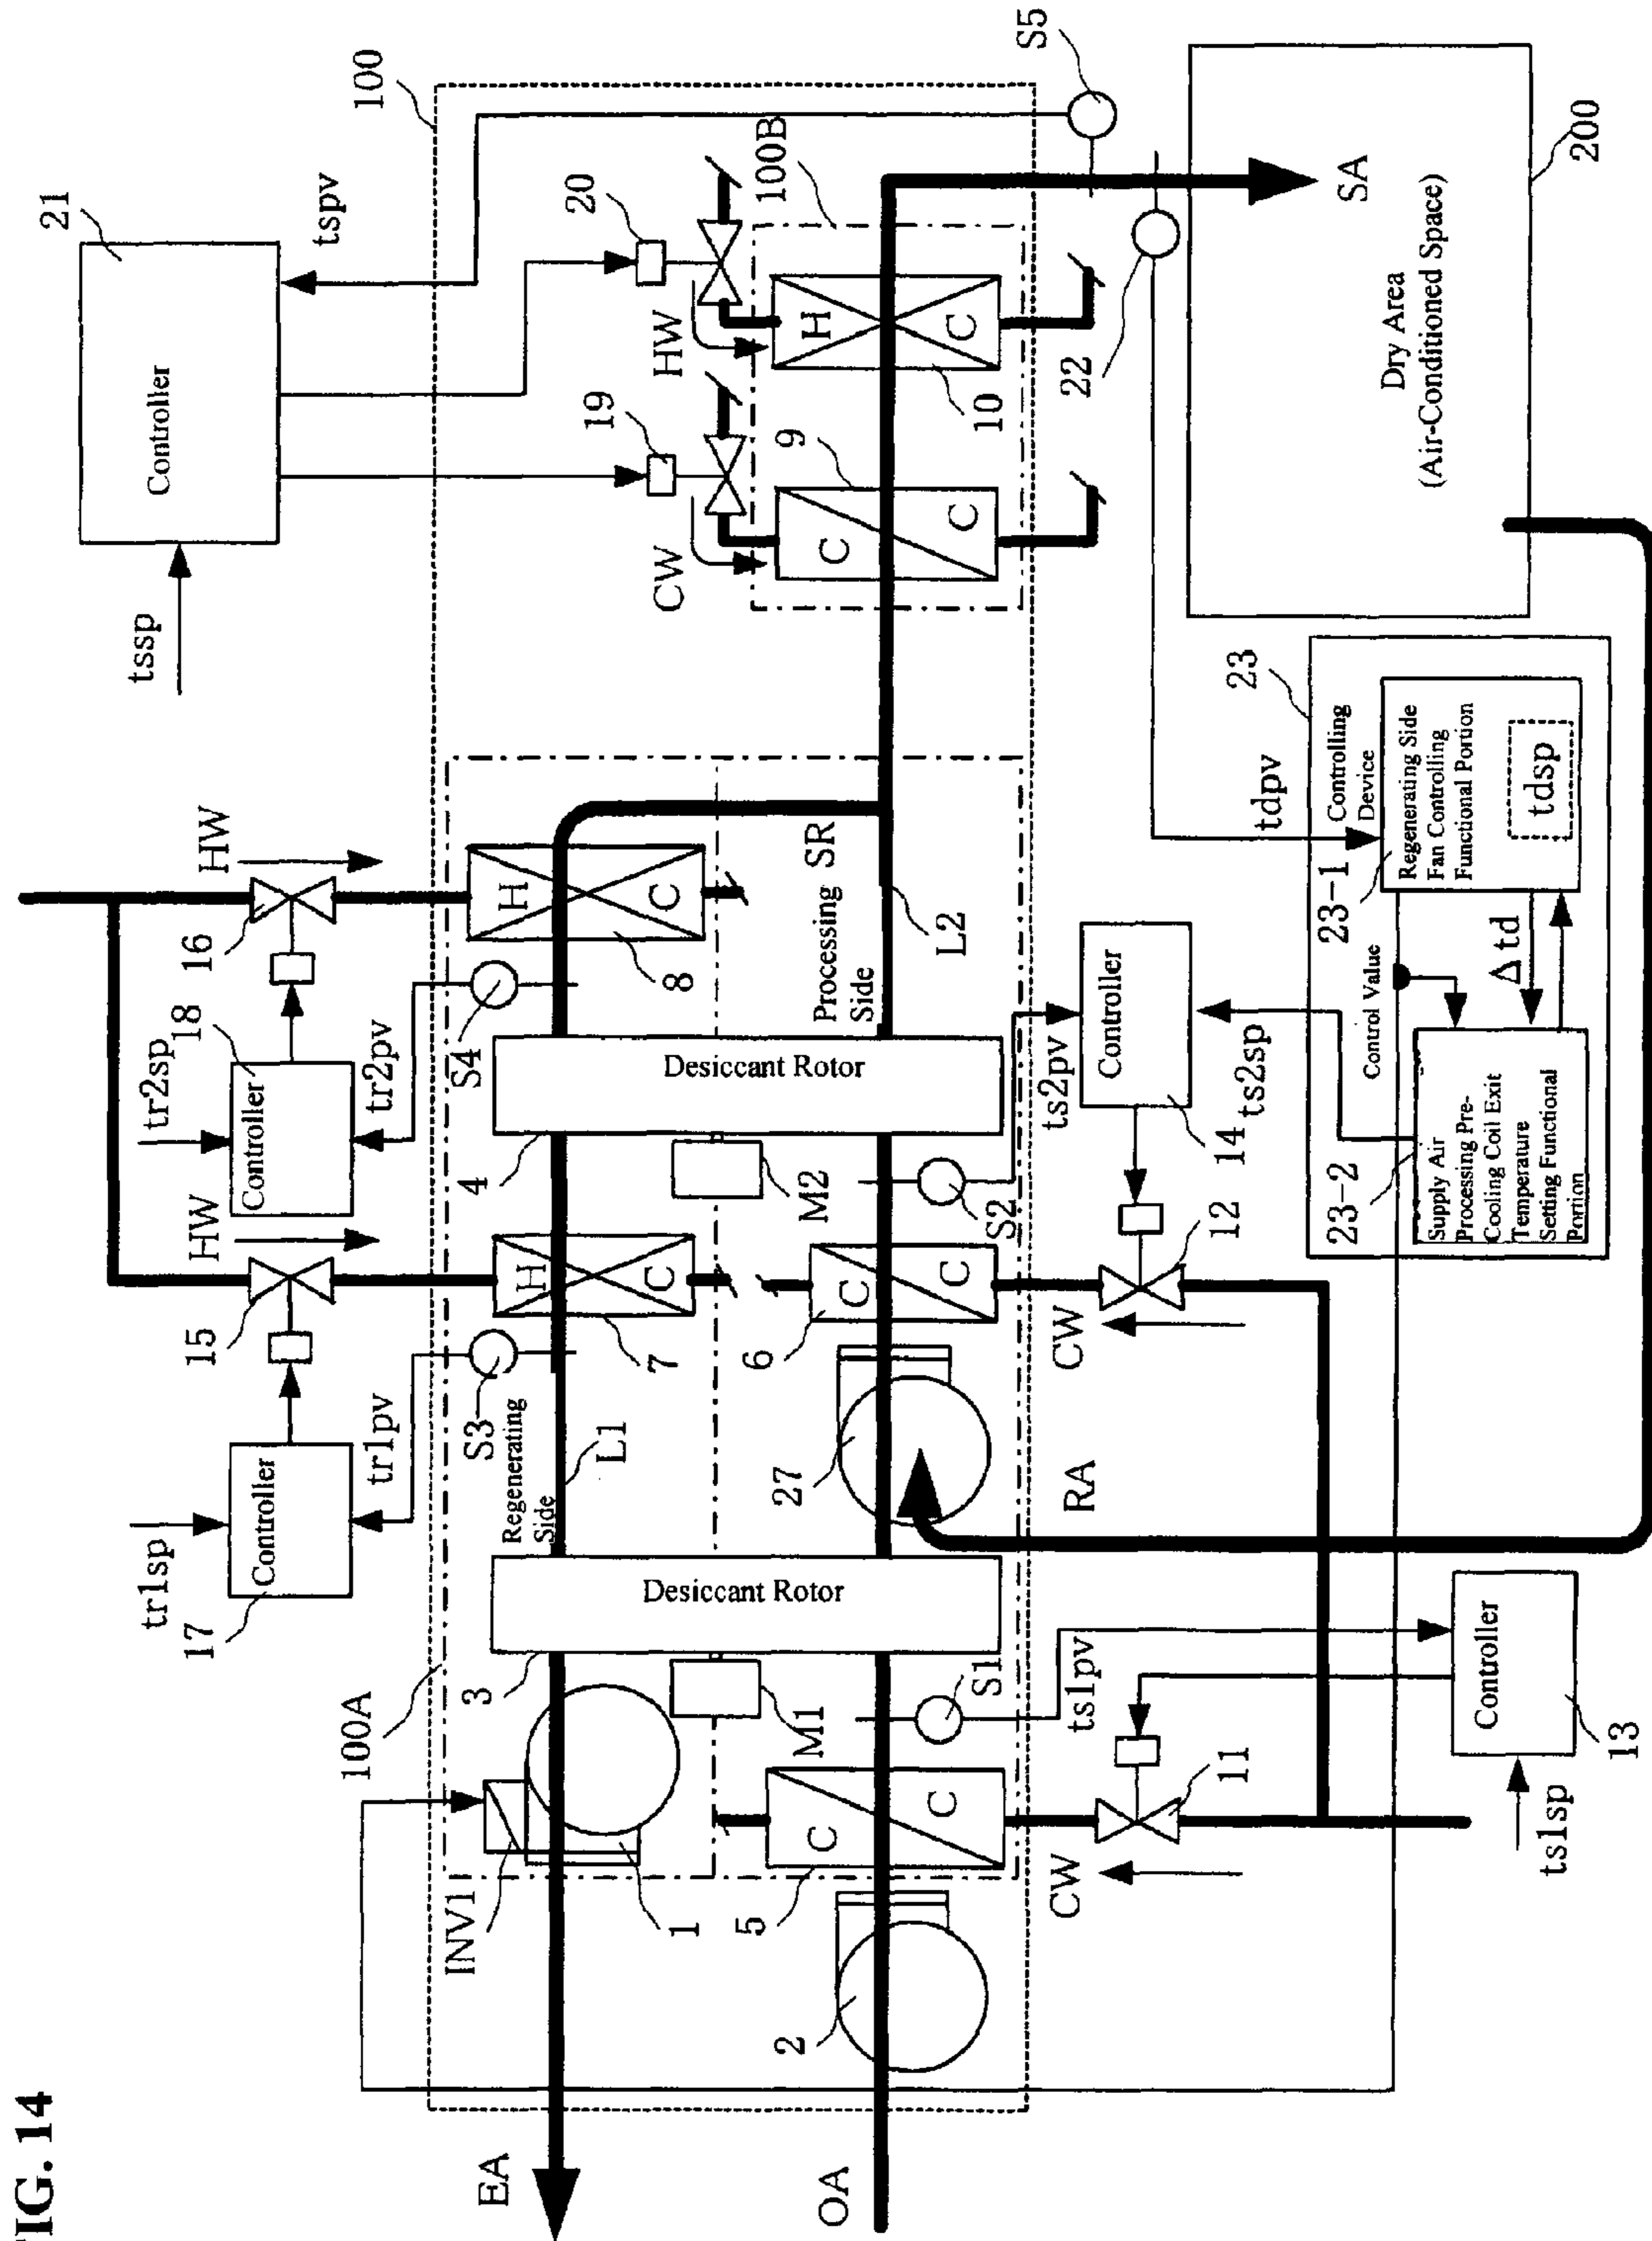 FIG. 14
21
Controller
tssp
tspv
100
S5
20
19
HW
CW
100B
H
C
C
C
9
10
22
SA
Dry Area
(Air-Conditioned Space)
200
HW
16
18
tr2sp
Controller
tr2pv
HW
15
17
tr1sp
Controller
tr1pv
S4
H
C
8
4
Desiccant Rotor
Processing
Side
SR
L2
M2
S2
H
C
7
C
C
6
S3
Regenerating
Side
L1
27
RA
3
Desiccant Rotor
M1
S1
100A
INV1
1
C
C
5
2
EA
OA
ts2pv
Controller
14
ts2sp
12
CW
ts1pv
11
CW
Controller
13
ts1sp
tdpv
23
Controlling
Device
23-1
Regenerating Side
Fan Controlling
Functional Portion
tdsp
Control Value
Δtd
23-2
Supply Air
Processing Pre-
Cooling Coil Exit
Temperature
Setting Functional
Portion